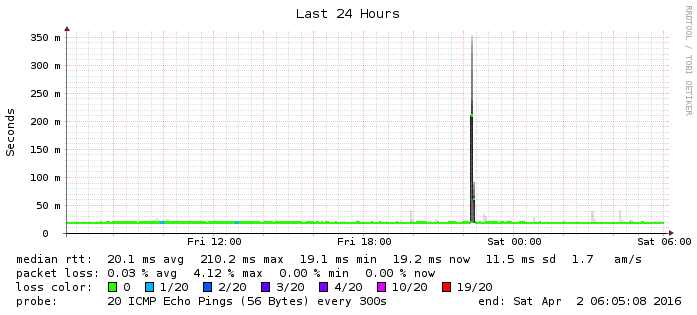 Last 24 Hours
RRDTOOL / TOBI OETIKER
Seconds
350 m
300 m
250 m
200 m
150 m
100 m
50 m
0
Fri 12:00 Fri 18:00 Sat 00:00 Sat 06:00
median rtt: 20.1 ms avg 210.2 ms max 19.1 ms min 19.2 ms now 11.5 ms sd 1.7 am/s
packet loss: 0.03 % avg 4.12 % max 0.00 % min 0.00 % now
loss color: 0 1/20 2/20 3/20 4/20 10/20 19/20
probe: 20 ICMP Echo Pings (56 Bytes) every 300s end: Sat Apr 2 06:05:08 2016